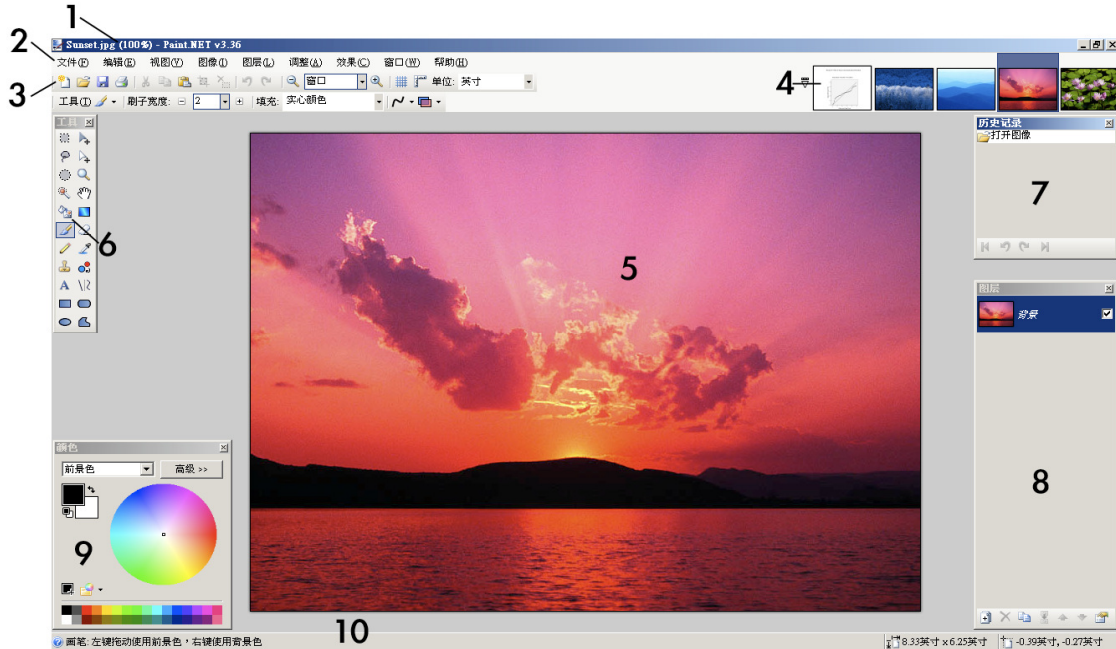 1
Sunset.jpg (100%) - Paint.NET v3.36
2
文件(F) 编辑(E) 视图(V) 图像(I) 图层(L) 调整(A) 效果(C) 窗口(W) 帮助(H)
3
窗口 单位: 英寸
4
工具(T) 刷子宽度: 2 填充: 实心颜色
工具
历史记录
打开图像
7
6
5
图层
背景
颜色
前景色 高级 >>
8
9
10
画笔: 左键拖动使用前景色，右键使用背景色 8.33英寸 x 6.25英寸 -0.39英寸, -0.27英寸